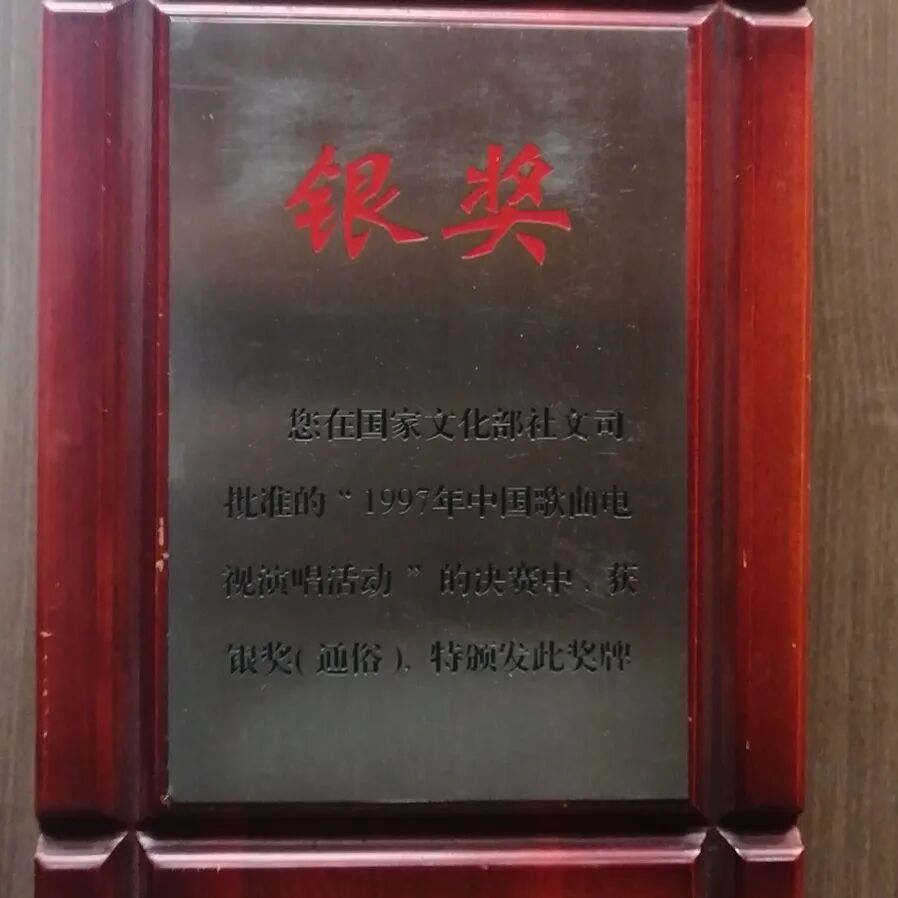 银奖
您在国家文化部社文司
批准的“1997年中国歌曲电
视演唱活动”的决赛中,获
银奖(通俗),特颁发此奖牌